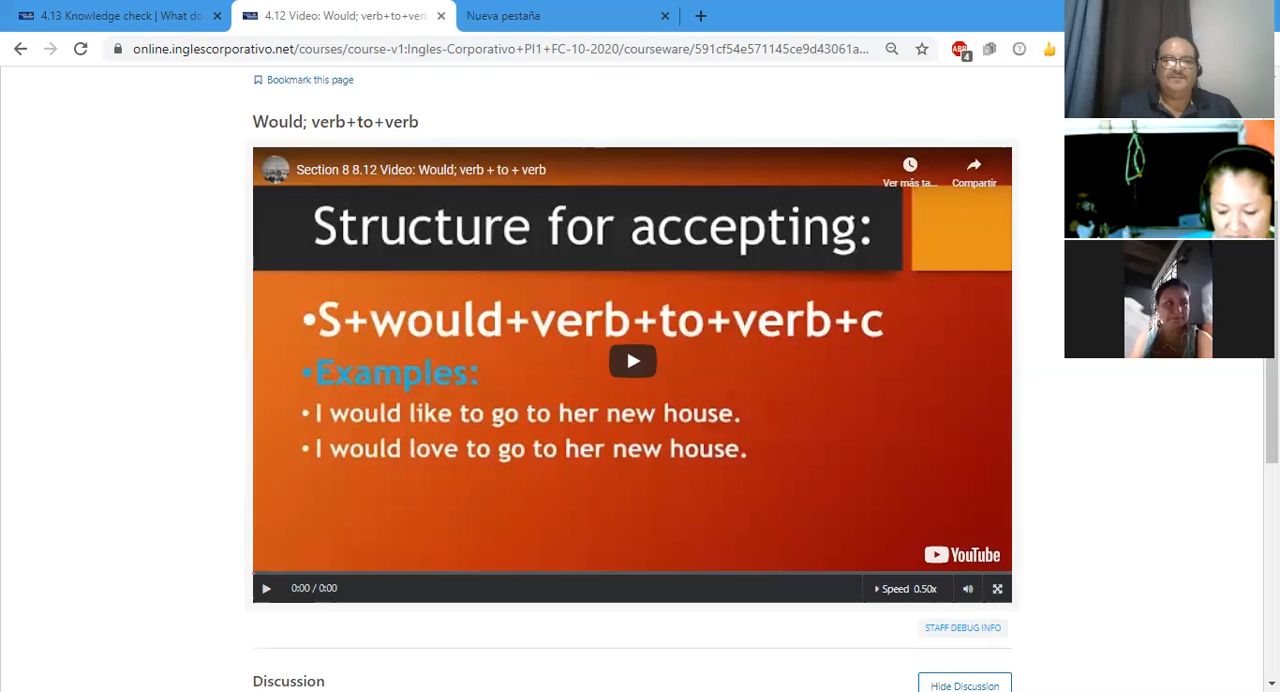 4.13 Knowledge check | What do
4.12 Video: Would; verb+to+verb
Nueva pestaña
online.inglescorporativo.net/courses/course-v1:Ingles-Corporativo+PI1+FC-10-2020/courseware/591cf54e571145ce9d43061a...
ABP
4
Bookmark this page
Would; verb+to+verb
Section 8 8.12 Video: Would; verb + to + verb
Ver más ta...
Compartir
Structure for accepting:
•S+would+verb+to+verb+c
•Examples:
• I would like to go to her new house.
• I would love to go to her new house.
YouTube
0:00 / 0:00
Speed 0.50x
STAFF DEBUG INFO
Discussion
Hide Discussion